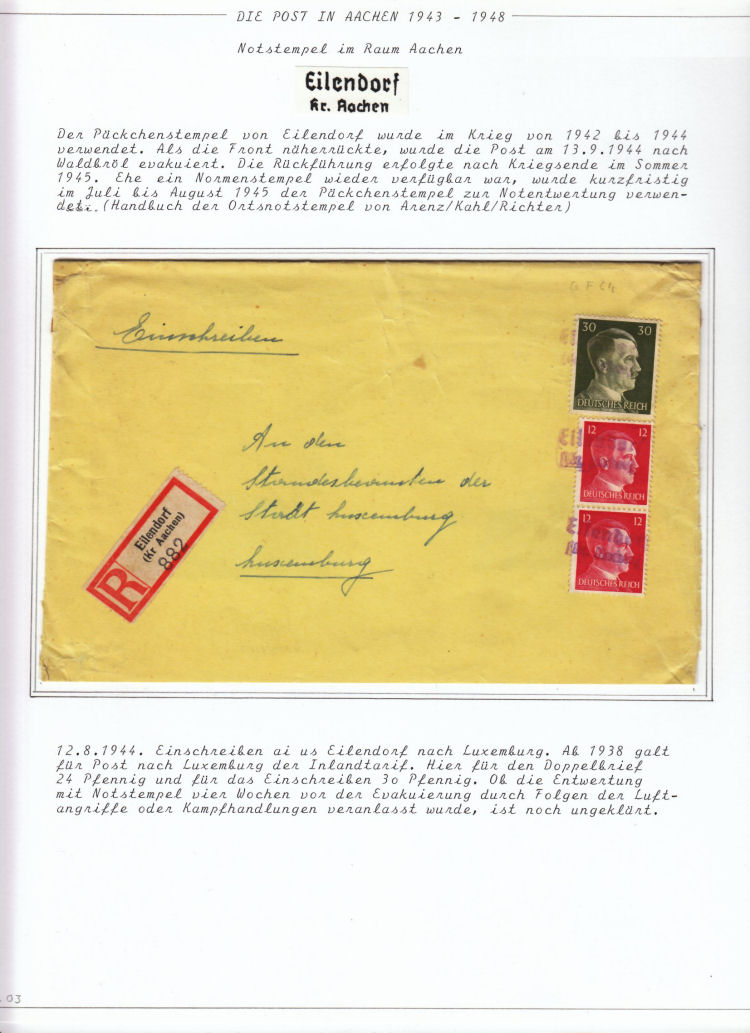 DIE POST IN AACHEN 1943 - 1948
Notstempel im Raum Aachen
Eilendorf
Kr. Aachen
Der Päckchenstempel von Eilendorf wurde im Krieg von 1942 bis 1944
verwendet. Als die Front näherrückte, wurde die Post am 13.9.1944 nach
Waldbröl evakuiert. Die Rückführung erfolgte nach Kriegsende im Sommer
1945. Ehe ein Normenstempel wieder verfügbar war, wurde kurzfristig
im Juli bis August 1945 der Päckchenstempel zur Notentwertung verwen-
det. (Handbuch der Ortsnotstempel von Arenz/Kahl/Richter)
Einschreiben
30 30
DEUTSCHES REICH
An den
Standesbeamten der
Stadt Luxemburg
Luxemburg
12 12
DEUTSCHES REICH
12 12
DEUTSCHES REICH
R
Eilendorf
(Kr Aachen)
882
12.8.1944. Einschreiben ai us Eilendorf nach Luxemburg. Ab 1938 galt
für Post nach Luxemburg der Inlandtarif. Hier für den Doppelbrief
24 Pfennig und für das Einschreiben 3o Pfennig. Ob die Entwertung
mit Notstempel vier Wochen vor der Evakuierung durch Folgen der Luft-
angriffe oder Kampfhandlungen veranlasst wurde, ist noch ungeklärt.
03